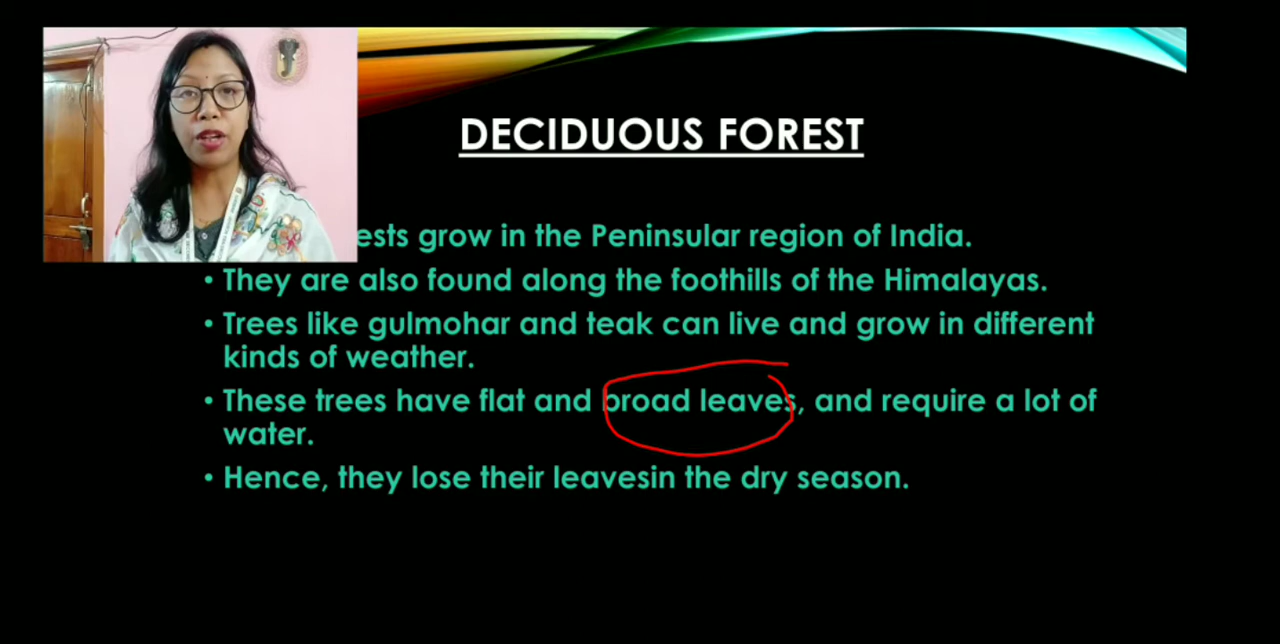 DECIDUOUS FOREST
ests grow in the Peninsular region of India.
• They are also found along the foothills of the Himalayas.
• Trees like gulmohar and teak can live and grow in different
kinds of weather.
• These trees have flat and broad leaves, and require a lot of
water.
• Hence, they lose their leavesin the dry season.